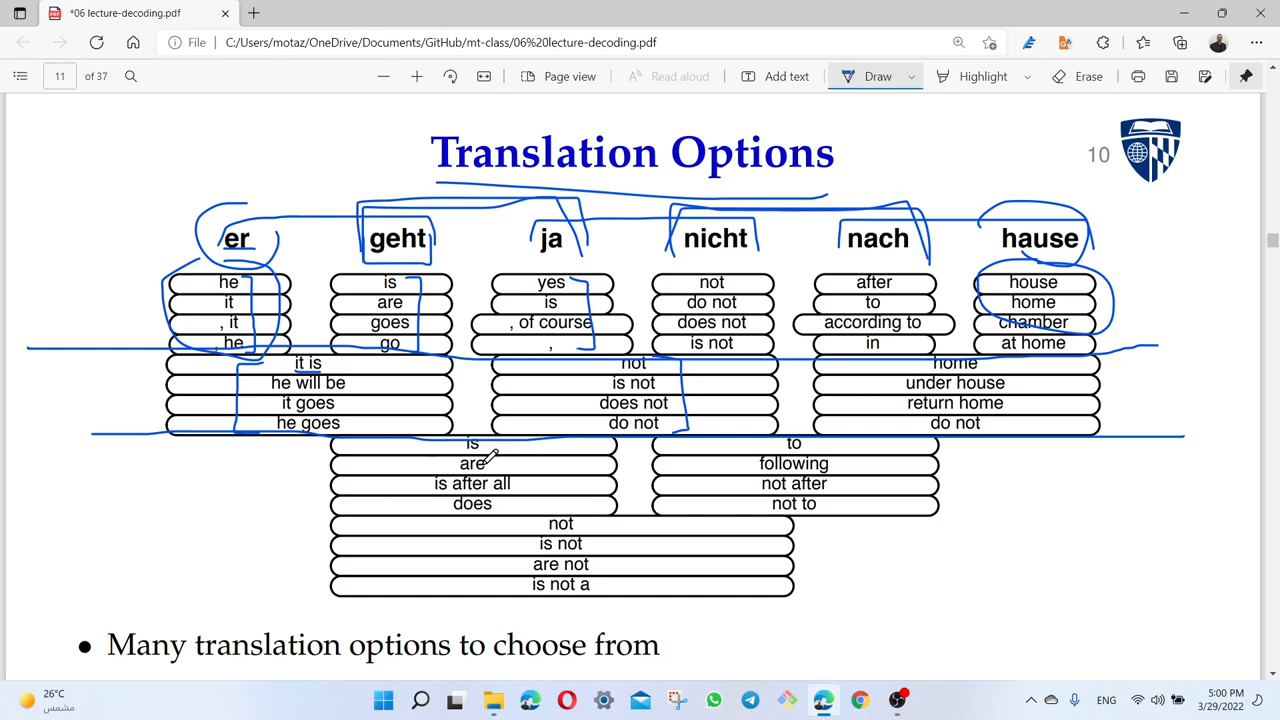 *06 lecture-decoding.pdf
File C:/Users/motaz/OneDrive/Documents/GitHub/mt-class/06%20lecture-decoding.pdf
11 of 37 Page view Read aloud Add text Draw Highlight Erase
Translation Options
10
er geht ja nicht nach hause
he is yes not after house
it are is do not to home
, it goes , of course does not according to chamber
, he go , is not in at home
it is not home
he will be is not under house
it goes does not return home
he goes do not do not
is to
are following
is after all not after
does not to
not
is not
are not
is not a
• Many translation options to choose from
26°C
مشمس
ENG
5:00 PM
3/29/2022